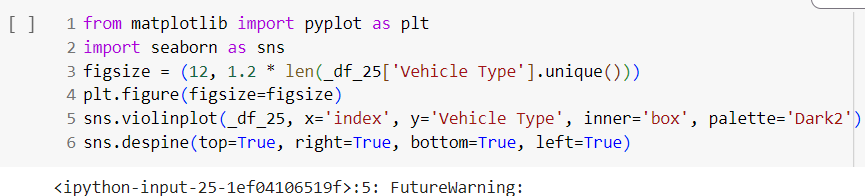 [ ] 1 from matplotlib import pyplot as plt
2 import seaborn as sns
3 figsize = (12, 1.2 * len(_df_25['Vehicle Type'].unique()))
4 plt.figure(figsize=figsize)
5 sns.violinplot(_df_25, x='index', y='Vehicle Type', inner='box', palette='Dark2')
6 sns.despine(top=True, right=True, bottom=True, left=True)
<ipython-input-25-1ef04106519f>:5: FutureWarning: